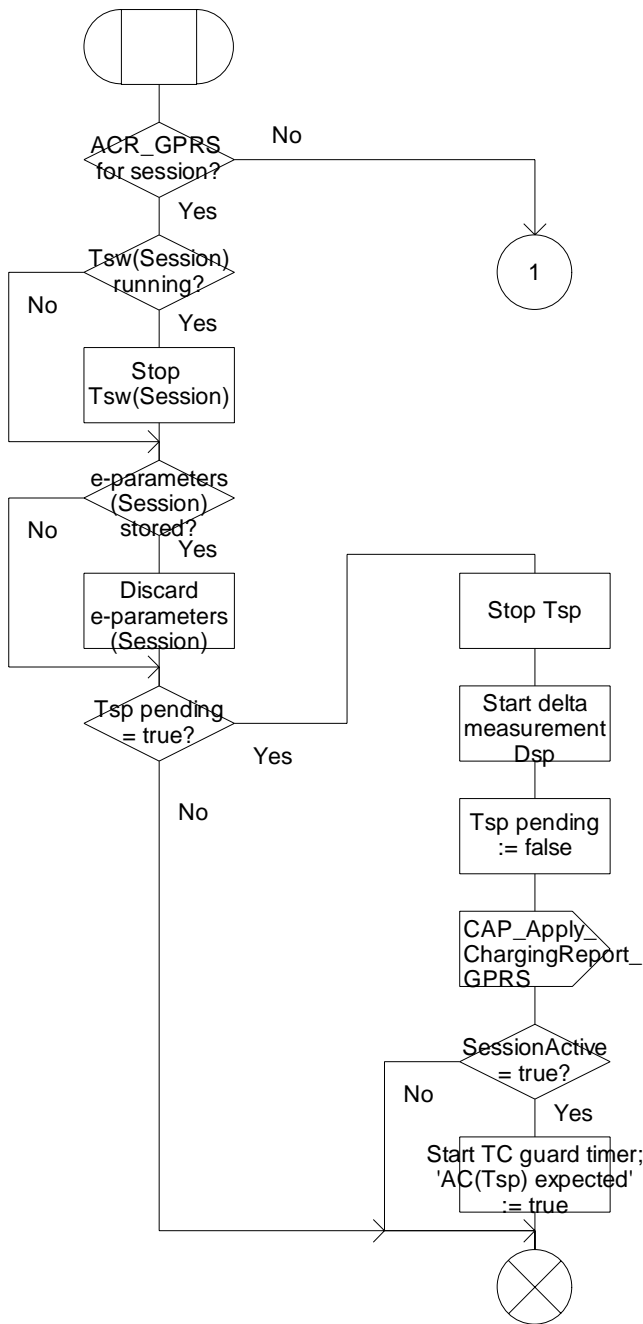 ACR_GPRS
for session?
No
Yes
Tsw(Session)
running?
1
No
Yes
Stop
Tsw(Session)
e-parameters
(Session)
stored?
No
Yes
Discard
e-parameters
(Session)
Tsp pending
= true?
Yes
No
Stop Tsp
Start delta
measurement
Dsp
Tsp pending
:= false
CAP_Apply_
ChargingReport_
GPRS
SessionActive
= true?
No
Yes
Start TC guard timer;
'AC(Tsp) expected'
:= true